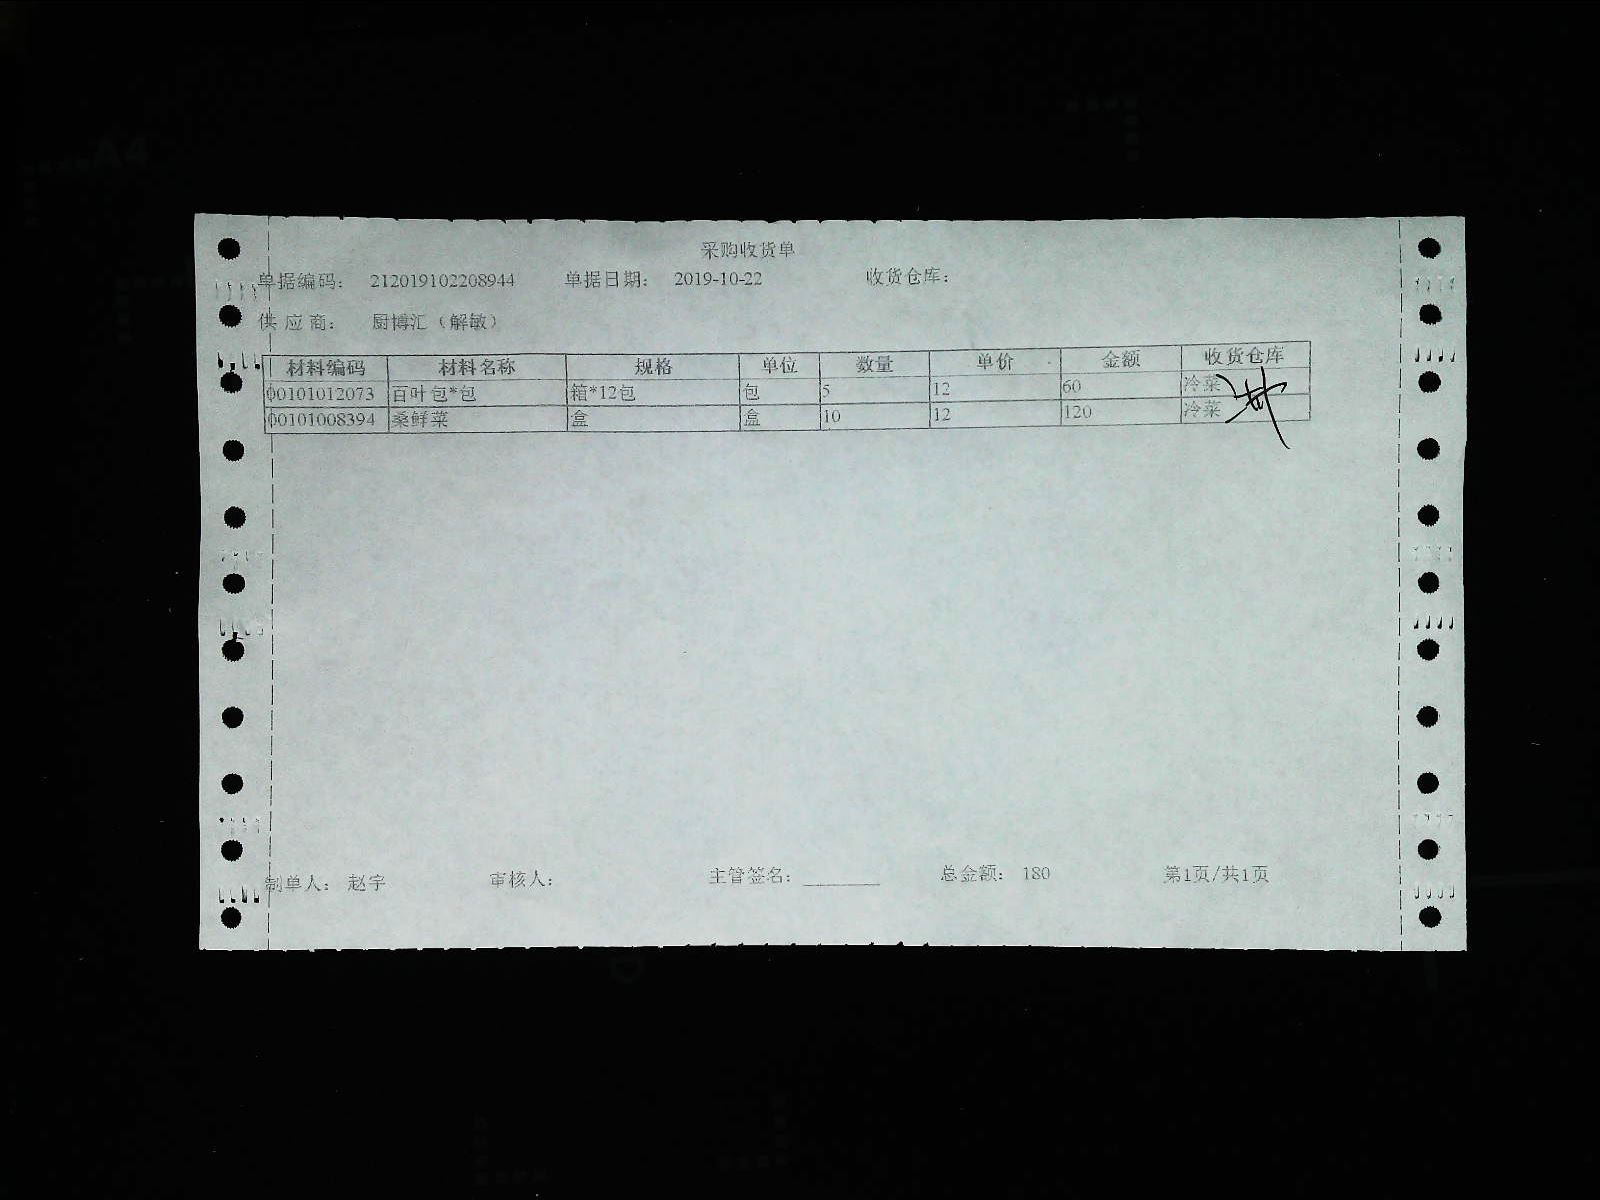 采购收货单
单据编码： 212019102208944 单据日期： 2019-10-22 收货仓库：
供 应 商： 厨博汇（解敏）
材料编码 材料名称 规格 单位 数量 单价 金额 收货仓库
00101012073 百叶包*包 箱*12包 包 5 12 60 冷菜
00101008394 桑鲜菜 盒 盒 10 12 120 冷菜
制单人： 赵宇 审核人： 主管签名： 总金额： 180 第1页/共1页